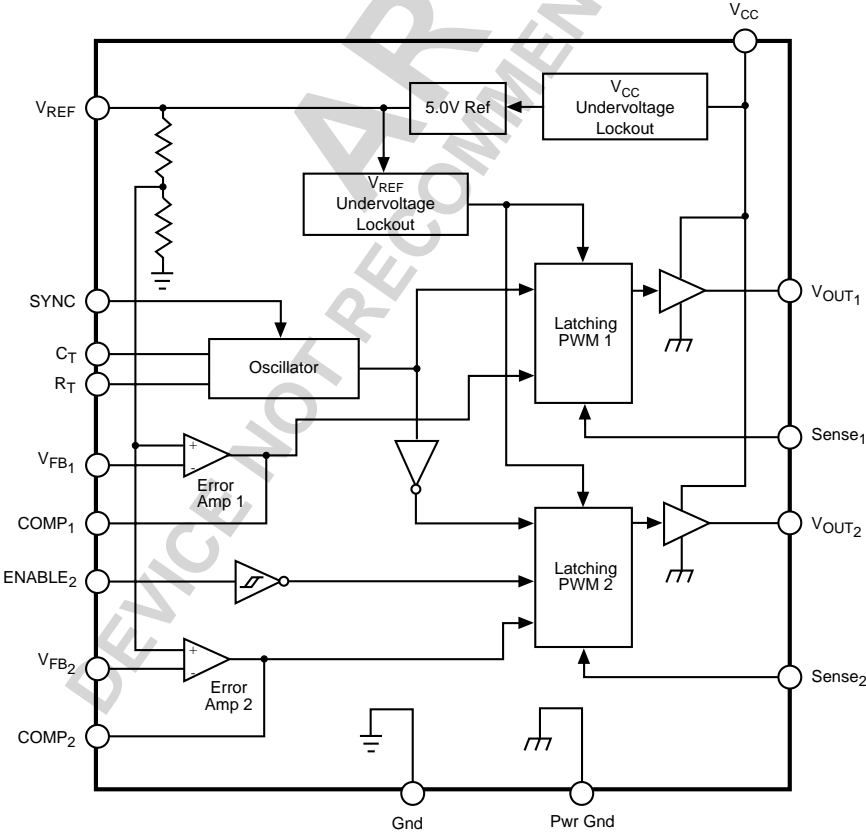 VCC
VREF
5.0V Ref
VCC
Undervoltage
Lockout
VREF
Undervoltage
Lockout
SYNC
CT
RT
Oscillator
Latching
PWM 1
VOUT1
VFB1
+
-
Error
Amp 1
Sense1
COMP1
ENABLE2
Latching
PWM 2
VOUT2
VFB2
+
-
Error
Amp 2
Sense2
COMP2
Gnd
Pwr Gnd
DEVICE NOT RECOMMEN
AR